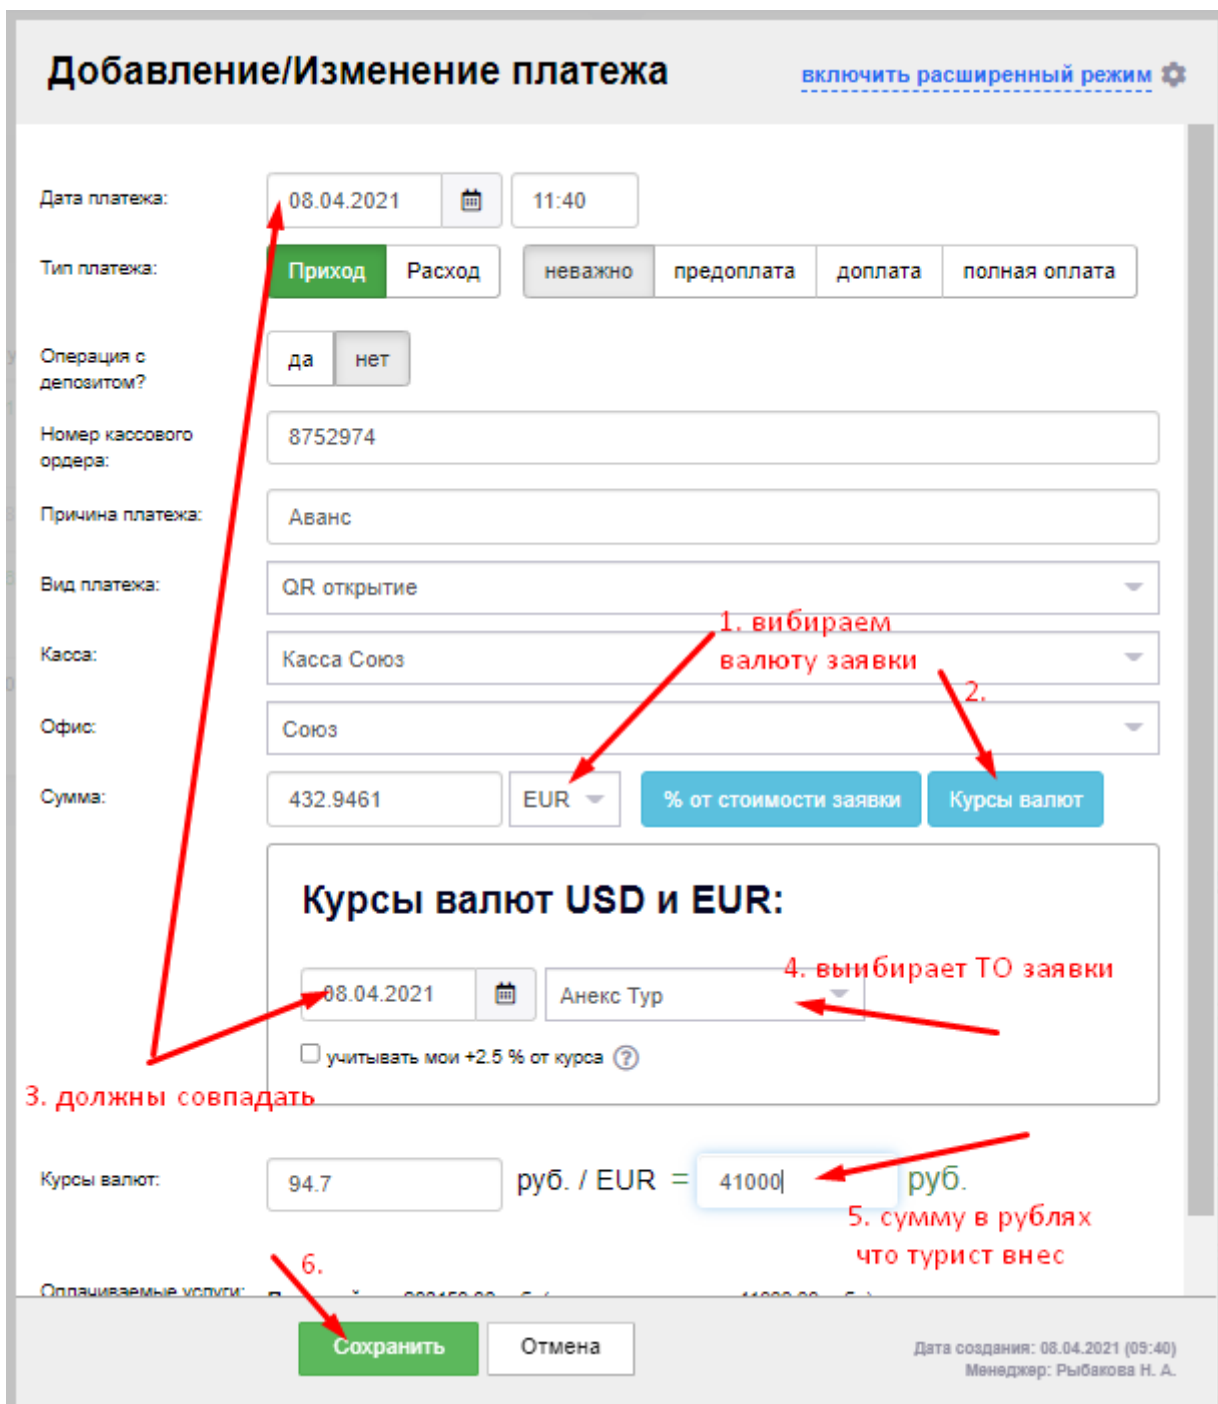 Добавление/Изменение платежа
включить расширенный режим
Дата платежа:
08.04.2021
11:40
Тип платежа:
Приход
Расход
неважно
предоплата
доплата
полная оплата
Операция с
депозитом?
да
нет
Номер кассового
ордера:
8752974
Причина платежа:
Аванс
Вид платежа:
QR открытие
1. вибираем
валюту заявки
Касса:
Касса Союз
2.
Офис:
Союз
Сумма:
432.9461
EUR
% от стоимости заявки
Курсы валют
Курсы валют USD и EUR:
4. выибирает ТО заявки
08.04.2021
Анекс Тур
учитывать мои +2.5 % от курса ?
3. должны совпадать
Курсы валют:
94.7
руб. / EUR =
41000
руб.
5. сумму в рублях
что турист внес
6.
Оплачиваемые услуги:
Сохранить
Отмена
Дата создания: 08.04.2021 (09:40)
Менеджер: Рыбакова Н. А.